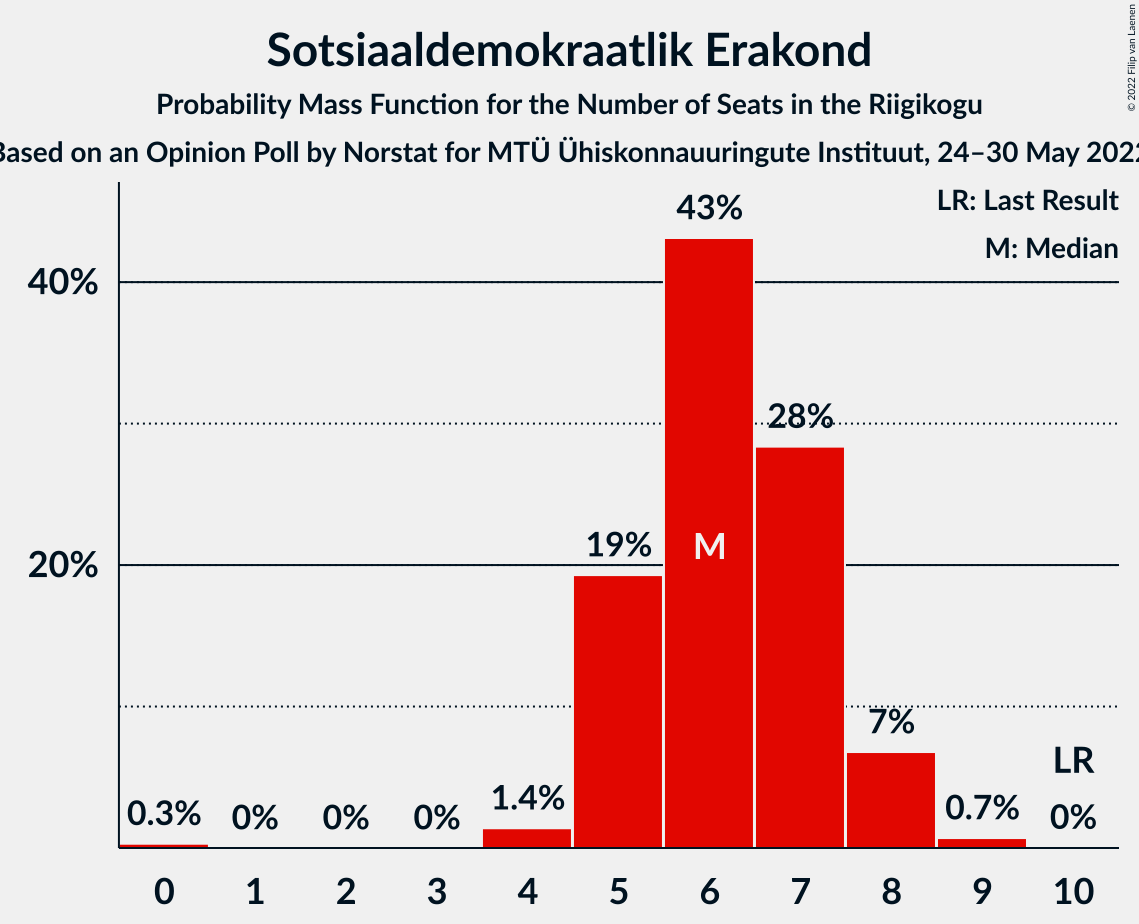 Sotsiaaldemokraatlik Erakond
Probability Mass Function for the Number of Seats in the Riigikogu
Based on an Opinion Poll by Norstat for MTÜ Ühiskonnauuringute Instituut, 24–30 May 2022
© 2022 Filip van Laenen
LR: Last Result
M: Median
43%
40%
28%
19%
M
20%
7%
LR
1.4%
0.3%
0%
0%
0%
0.7%
0%
0 1 2 3 4 5 6 7 8 9 10